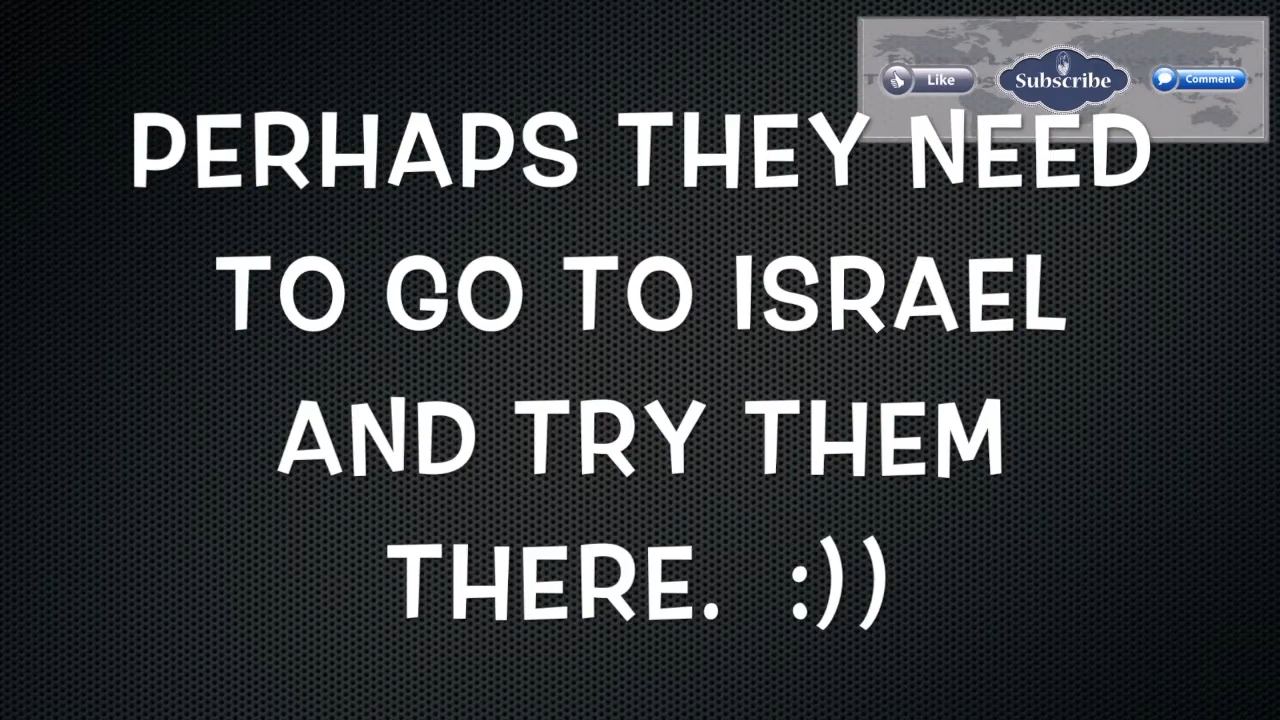 Like
Subscribe
Comment
PERHAPS THEY NEED
TO GO TO ISRAEL
AND TRY THEM
THERE. :))